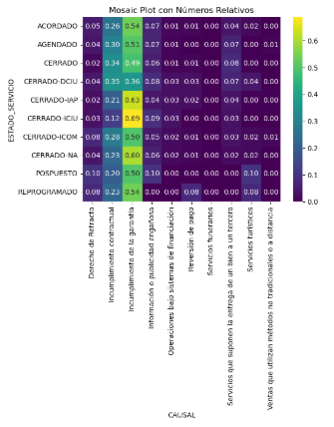 Mosaic Plot con Números Relativos
ESTADO_SERVICIO
ACORDADO 0.05 0.26 0.54 0.07 0.01 0.01 0.00 0.04 0.02 0.00
AGENDADO 0.04 0.30 0.51 0.06 0.01 0.00 0.00 0.07 0.00 0.01
CERRADO 0.02 0.34 0.49 0.06 0.01 0.01 0.00 0.08 0.00 0.00
CERRADO-DCIU 0.04 0.35 0.36 0.08 0.03 0.03 0.00 0.07 0.04 0.00
CERRADO-IAP 0.02 0.21 0.63 0.04 0.03 0.02 0.00 0.04 0.00 0.00
CERRADO-ICIU 0.03 0.12 0.69 0.09 0.03 0.00 0.00 0.03 0.00 0.00
CERRADO-ICOM 0.08 0.28 0.50 0.05 0.02 0.01 0.00 0.03 0.02 0.01
CERRADO-NA 0.04 0.23 0.60 0.06 0.02 0.01 0.00 0.02 0.02 0.00
POSPUESTO 0.10 0.20 0.50 0.10 0.00 0.00 0.00 0.00 0.10 0.00
REPROGRAMADO 0.08 0.23 0.54 0.00 0.00 0.08 0.00 0.00 0.08 0.00
Derecho de Retracto
Incumplimiento contractual
Incumplimiento de la garantía
Información o publicidad engañosa
Operaciones bajo sistemas de financiación
Reversión de pago
Servicios funerarios
Servicios que suponen la entrega de un bien a un tercero
Servicios turísticos
Ventas que utilizan métodos no tradicionales o a distancia
CAUSAL
0.6
0.5
0.4
0.3
0.2
0.1
0.0